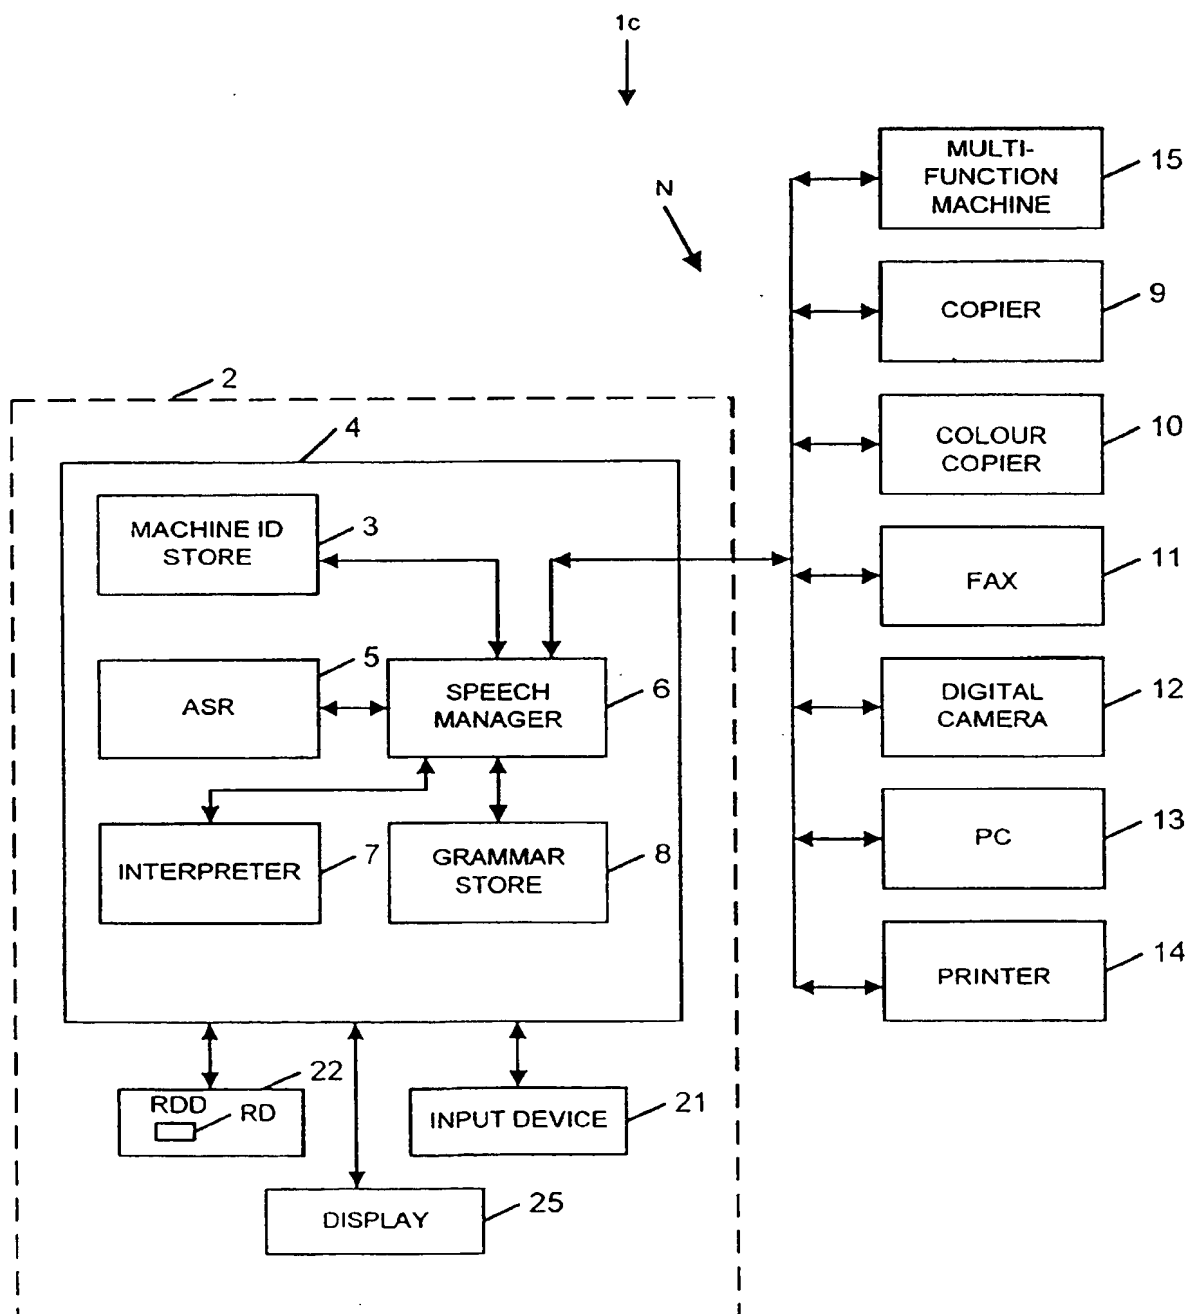 1c
N
MULTI-
FUNCTION
MACHINE
15
COPIER
9
COLOUR
COPIER
10
FAX
11
DIGITAL
CAMERA
12
PC
13
PRINTER
14
2
4
MACHINE ID
STORE
3
ASR
5
SPEECH
MANAGER
6
INTERPRETER
7
GRAMMAR
STORE
8
RDD
RD
22
INPUT DEVICE
21
DISPLAY
25